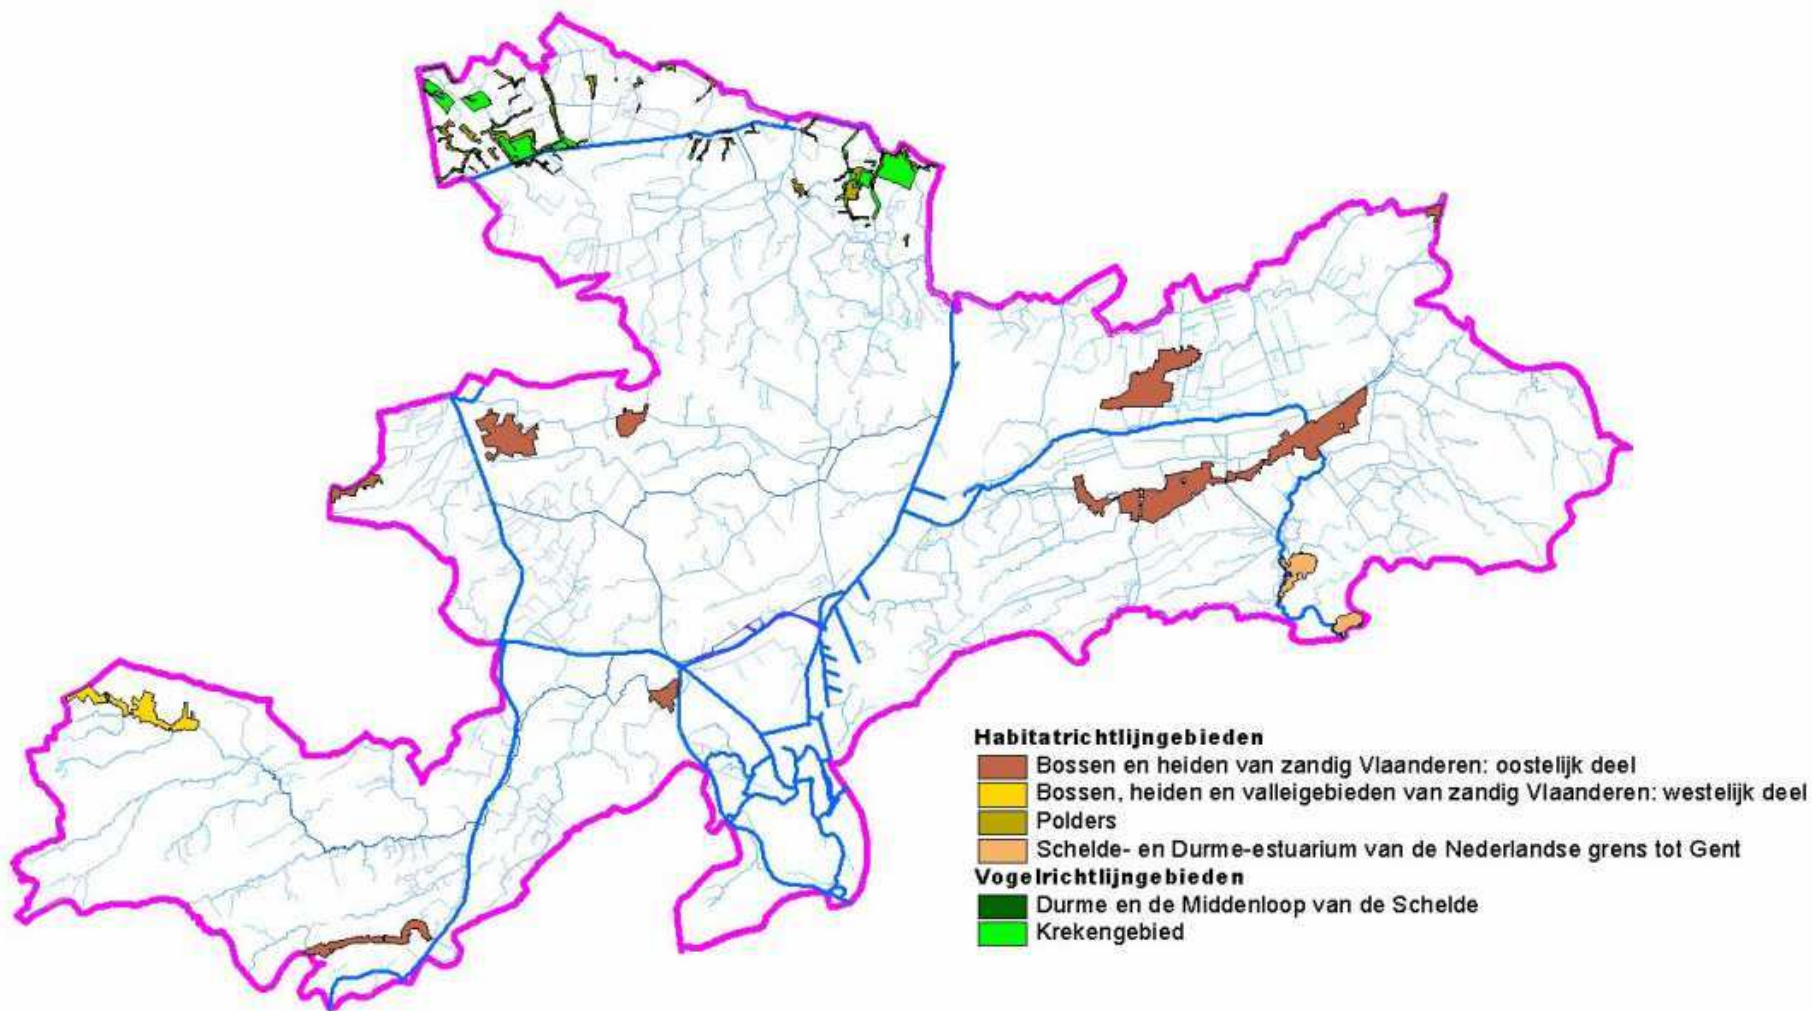 Habitatrichtlijngebieden
Bossen en heiden van zandig Vlaanderen: oostelijk deel
Bossen, heiden en valleigebieden van zandig Vlaanderen: westelijk deel
Polders
Schelde- en Durme-estuarium van de Nederlandse grens tot Gent
Vogelrichtlijngebieden
Durme en de Middenloop van de Schelde
Krekengebied